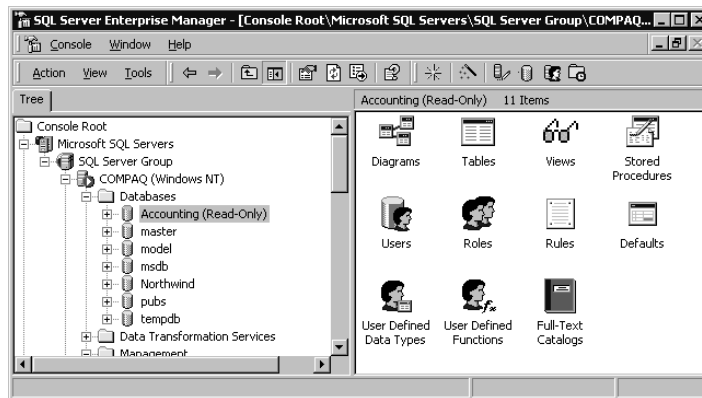 SQL Server Enterprise Manager - [Console Root\Microsoft SQL Servers\SQL Server Group\COMPAQ...
Console Window Help
Action View Tools
Tree
Accounting (Read-Only) 11 Items
Console Root
Microsoft SQL Servers
SQL Server Group
COMPAQ (Windows NT)
Databases
Accounting (Read-Only)
master
model
msdb
Northwind
pubs
tempdb
Data Transformation Services
Management
Diagrams
Tables
Views
Stored
Procedures
Users
Roles
Rules
Defaults
User Defined
Data Types
User Defined
Functions
Full-Text
Catalogs